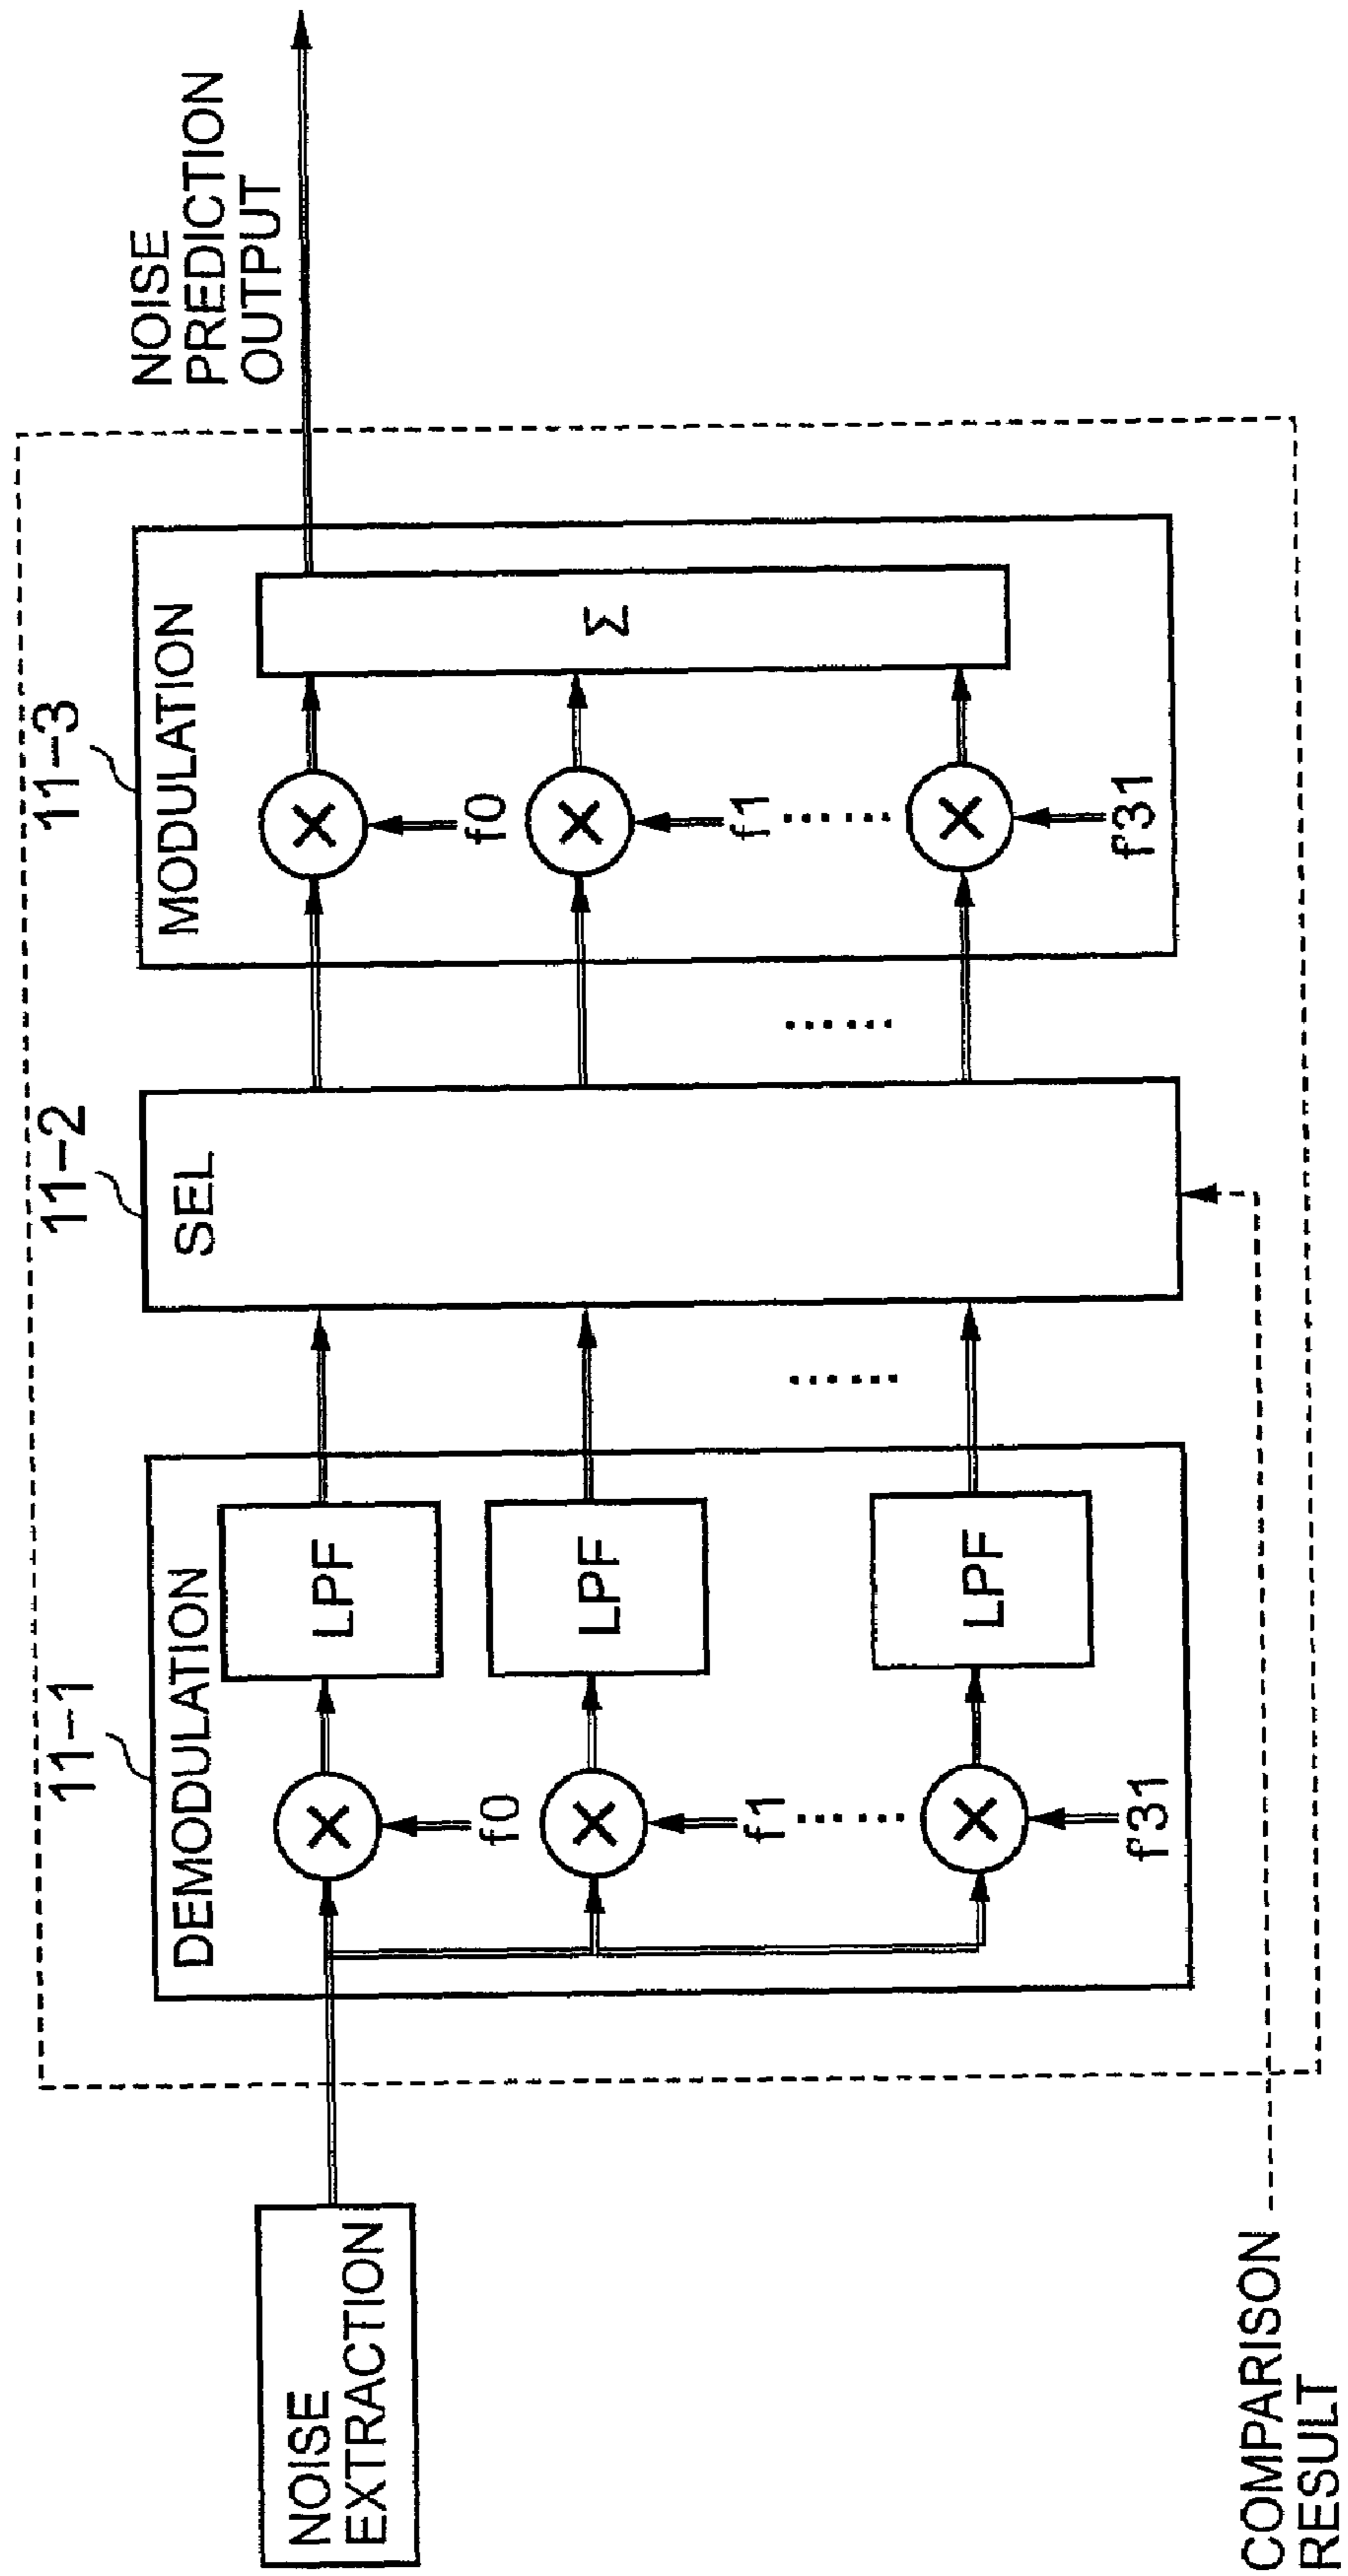 NOISE
EXTRACTION
COMPARISON
RESULT
11-1
DEMODULATION
f0
f1
f31
LPF
LPF
LPF
11-2
SEL
11-3
MODULATION
f0
f1
f31
Σ
NOISE
PREDICTION
OUTPUT